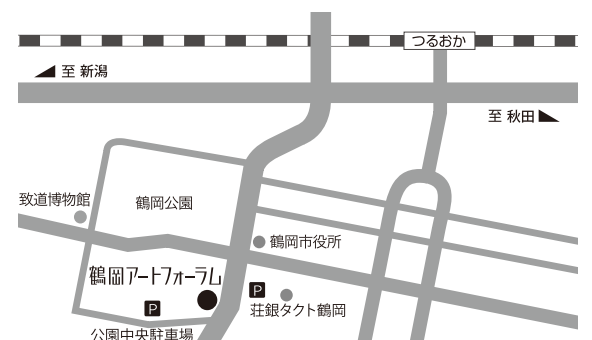 つるおか
至 新潟
至 秋田
致道博物館
鶴岡公園
鶴岡市役所
鶴岡アートフォーラム
P
荘銀タクト鶴岡
P
公園中央駐車場